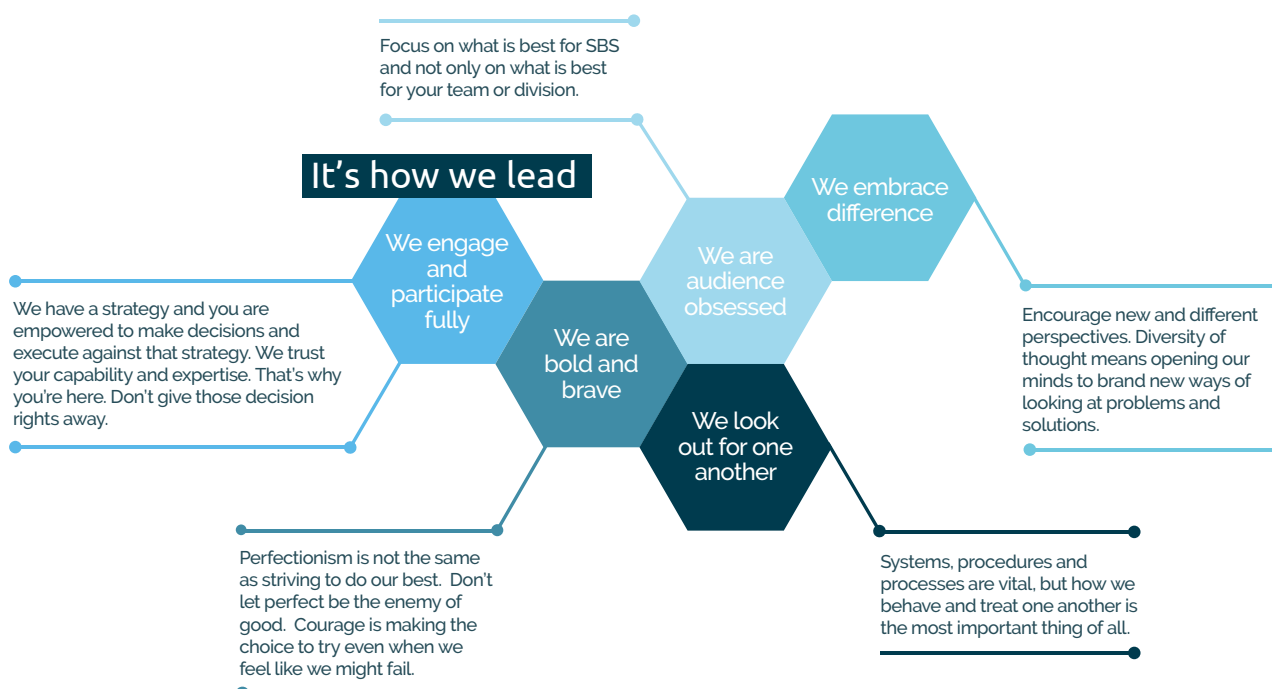 Focus on what is best for SBS
and not only on what is best
for your team or division.
It's how we lead
We embrace
difference
We engage
and
participate
fully
We are
audience
obsessed
We have a strategy and you are
empowered to make decisions and
execute against that strategy. We trust
your capability and expertise. That's why
you're here. Don't give those decision
rights away.
Encourage new and different
perspectives. Diversity of
thought means opening our
minds to brand new ways of
looking at problems and
solutions.
We are
bold and
brave
We look
out for one
another
Perfectionism is not the same
as striving to do our best.  Don't
let perfect be the enemy of
good.  Courage is making the
choice to try even when we
feel like we might fail.
Systems, procedures and
processes are vital, but how we
behave and treat one another is
the most important thing of all.